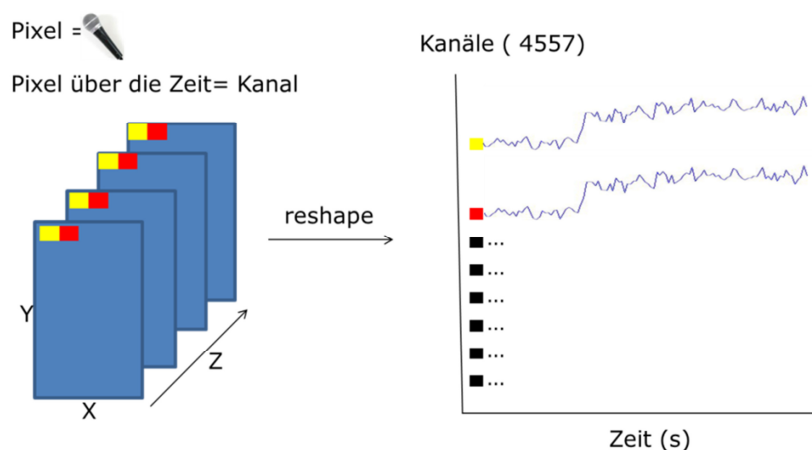 Pixel =
Pixel über die Zeit= Kanal
Y
X
Z
reshape
Kanäle ( 4557)
...
...
...
...
...
...
Zeit (s)